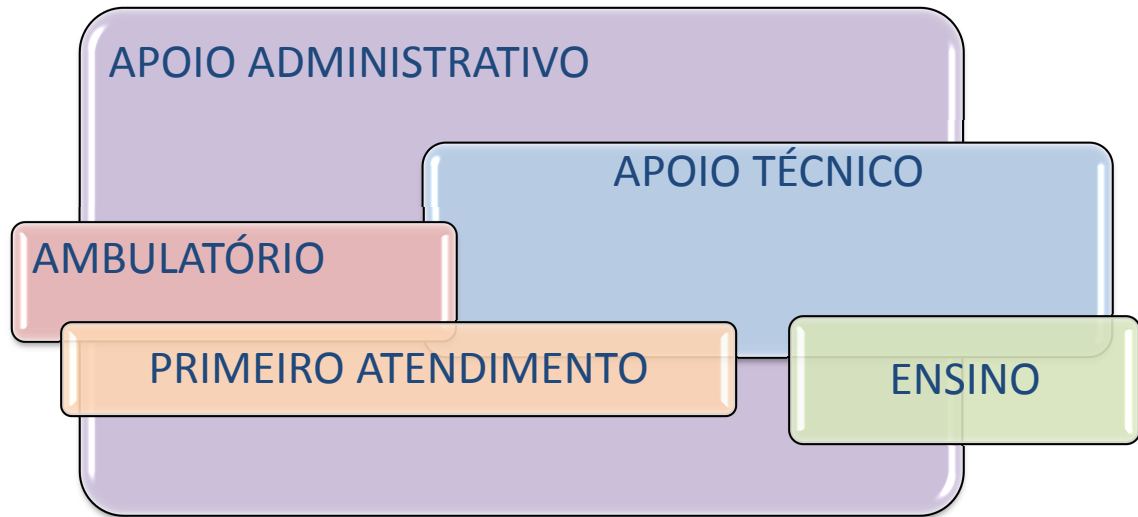 APOIO ADMINISTRATIVO
APOIO TÉCNICO
AMBULATÓRIO
PRIMEIRO ATENDIMENTO
ENSINO